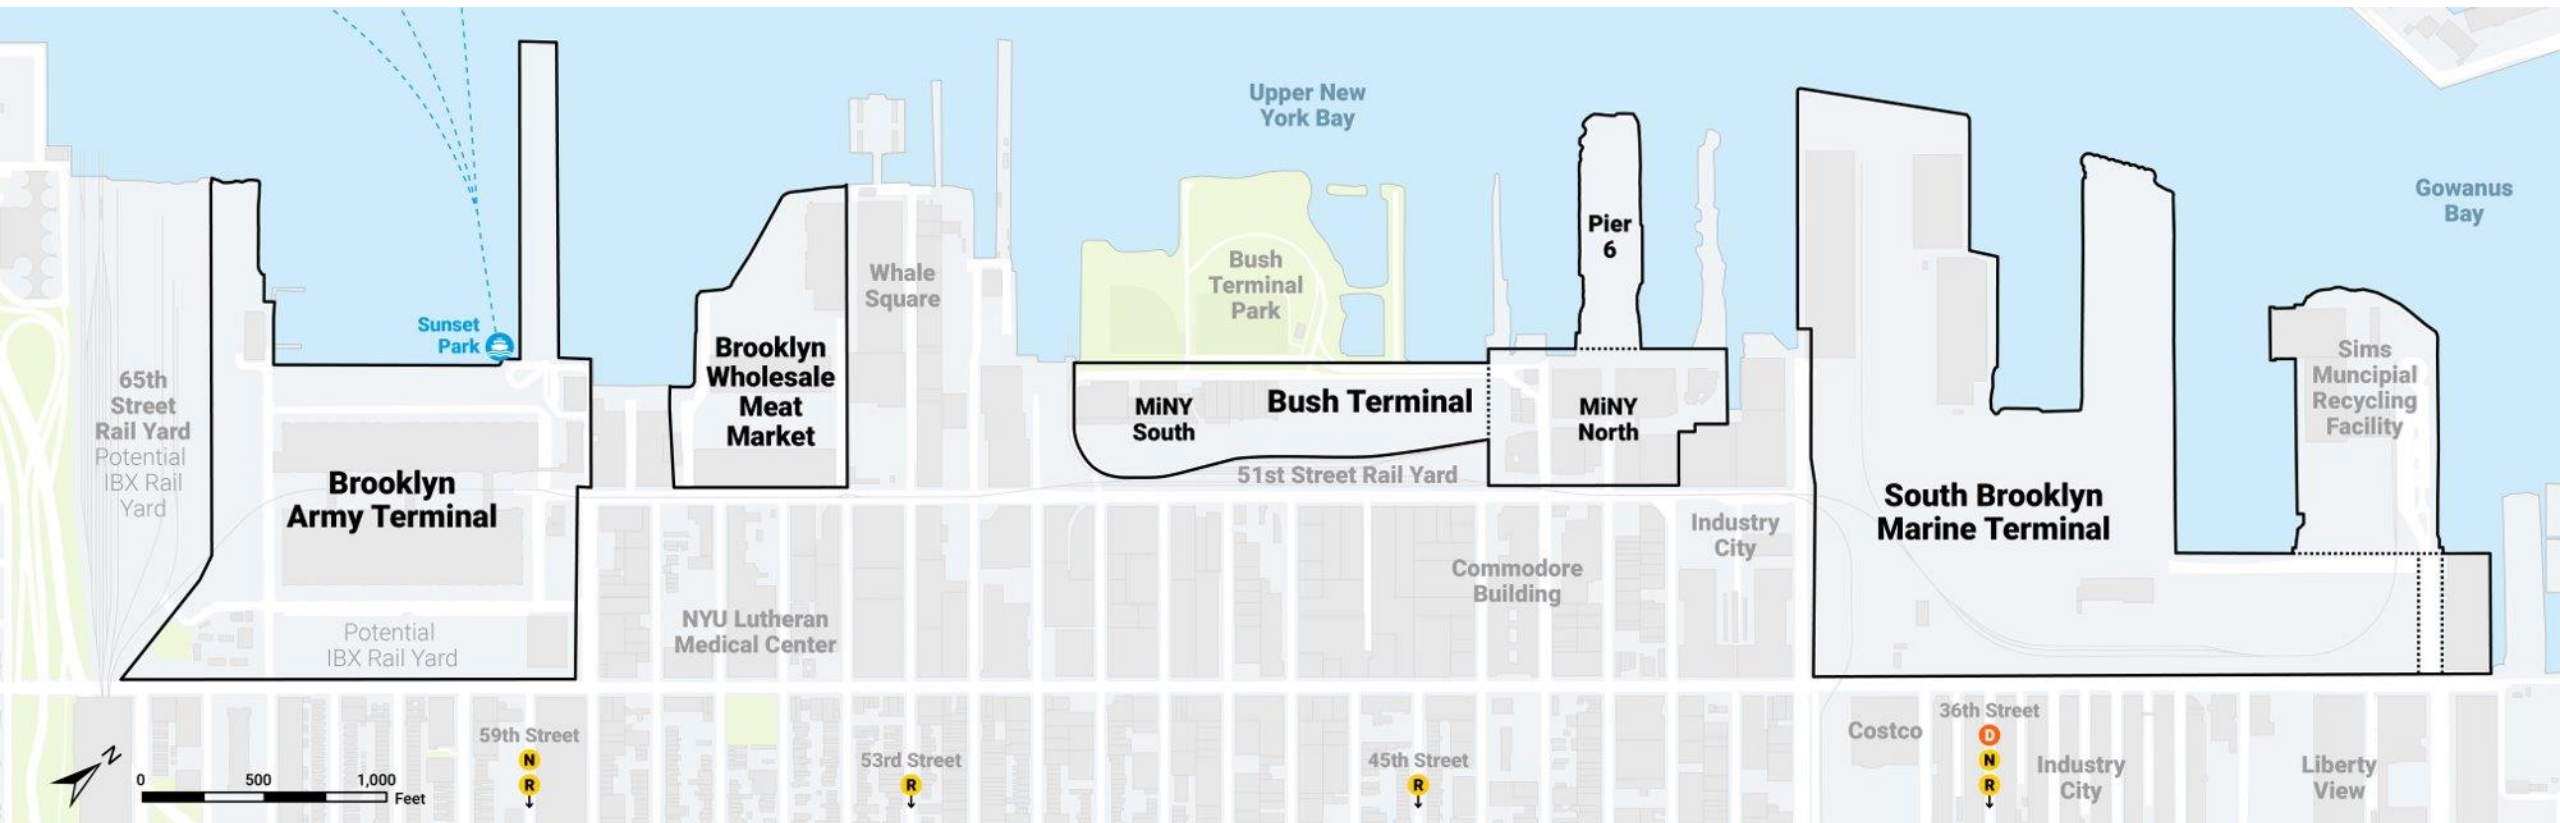 Upper New
York Bay
Gowanus
Bay
Pier
6
Whale
Square
Bush
Terminal
Park
Sunset
Park
Brooklyn
Wholesale
Meat
Market
Sims
Muncipial
Recycling
Facility
65th
Street
Rail Yard
Potential
IBX Rail
Yard
MiNY
South
Bush Terminal
MiNY
North
51st Street Rail Yard
Brooklyn
Army Terminal
South Brooklyn
Marine Terminal
Industry
City
Commodore
Building
NYU Lutheran
Medical Center
Potential
IBX Rail Yard
59th Street
N
R
53rd Street
R
45th Street
R
Costco
36th Street
D
N
R
Industry
City
Liberty
View
N
0 500 1,000
Feet